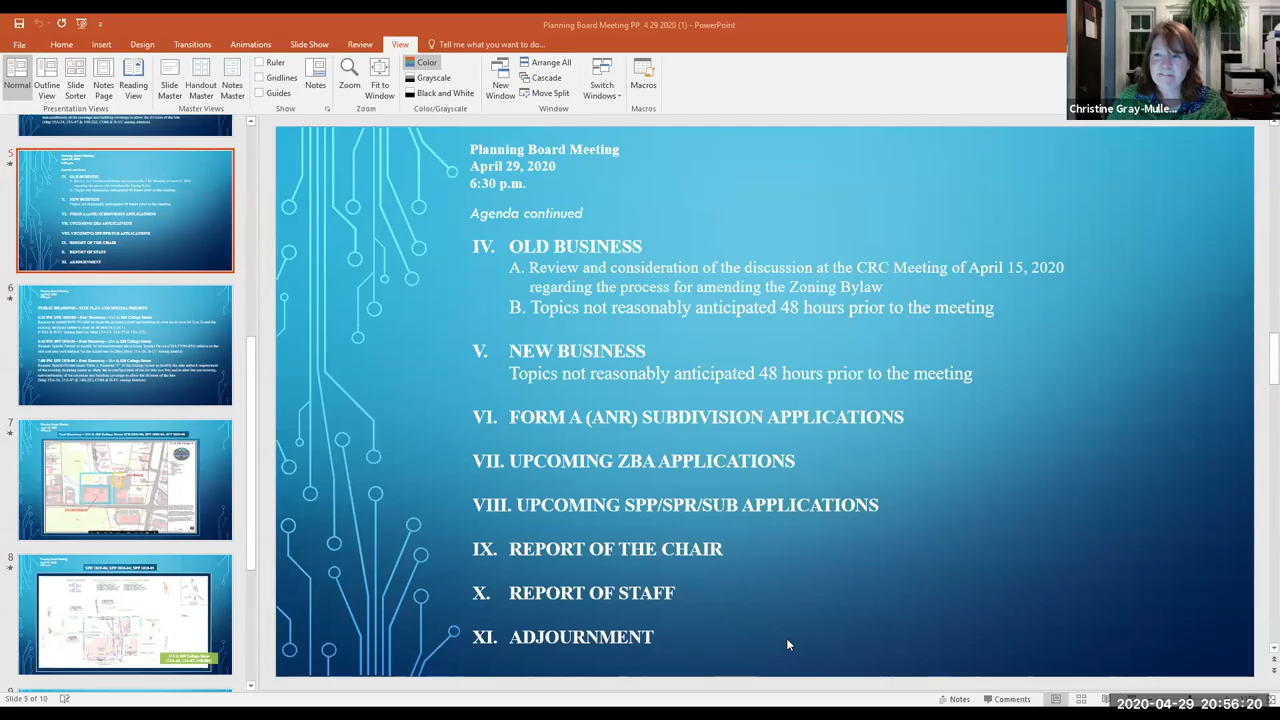 Planning Board Meeting PP 4 29 2020 (1) - PowerPoint
File
Home
Insert
Design
Transitions
Animations
Slide Show
Review
View
Tell me what you want to do...
Normal
Outline View
Slide Sorter
Notes Page
Reading View
Presentation Views
Slide Master
Handout Master
Notes Master
Master Views
Ruler
Gridlines
Guides
Show
Notes
Zoom
Fit to Window
Zoom
Color
Grayscale
Black and White
Color/Grayscale
New Window
Arrange All
Cascade
Move Split
Switch Windows
Window
Macros
Macros
Christine Gray-Mulle...
5
6
7
8
Planning Board Meeting
April 29, 2020
6:30 p.m.
Agenda continued
IV. OLD BUSINESS
A. Review and consideration of the discussion at the CRC Meeting of April 15, 2020
regarding the process for amending the Zoning Bylaw
B. Topics not reasonably anticipated 48 hours prior to the meeting
V. NEW BUSINESS
Topics not reasonably anticipated 48 hours prior to the meeting
VI. FORM A (ANR) SUBDIVISION APPLICATIONS
VII. UPCOMING ZBA APPLICATIONS
VIII. UPCOMING SPP/SPR/SUB APPLICATIONS
IX. REPORT OF THE CHAIR
X. REPORT OF STAFF
XI. ADJOURNMENT
Slide 5 of 10
Notes
Comments
2020-04-29 20:56:20